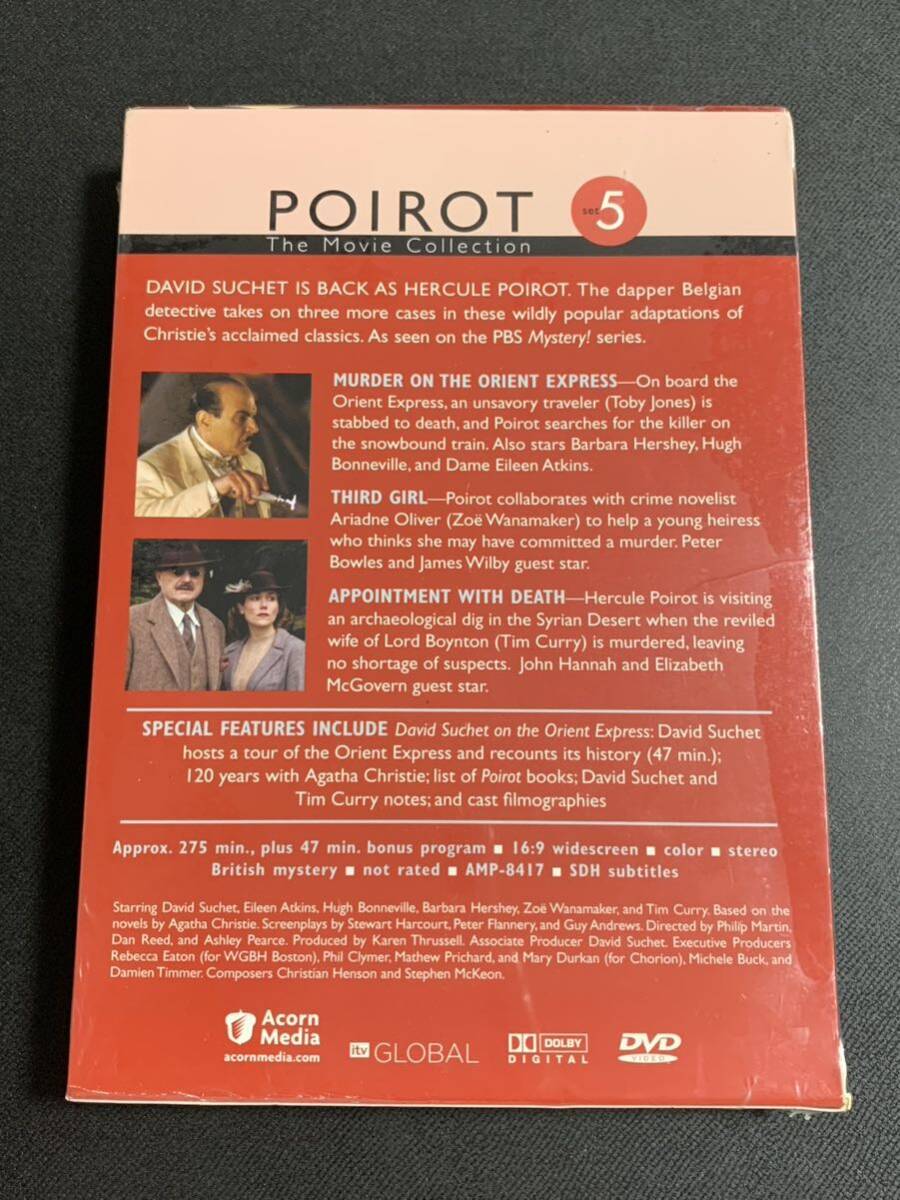 POIROT set 5
The Movie Collection
DAVID SUCHET IS BACK AS HERCULE POIROT. The dapper Belgian
detective takes on three more cases in these wildly popular adaptations of
Christie's acclaimed classics. As seen on the PBS Mystery! series.
MURDER ON THE ORIENT EXPRESS—On board the
Orient Express, an unsavory traveler (Toby Jones) is
stabbed to death, and Poirot searches for the killer on
the snowbound train. Also stars Barbara Hershey, Hugh
Bonneville, and Dame Eileen Atkins.
THIRD GIRL—Poirot collaborates with crime novelist
Ariadne Oliver (Zoë Wanamaker) to help a young heiress
who thinks she may have committed a murder. Peter
Bowles and James Wilby guest star.
APPOINTMENT WITH DEATH—Hercule Poirot is visiting
an archaeological dig in the Syrian Desert when the reviled
wife of Lord Boynton (Tim Curry) is murdered, leaving
no shortage of suspects. John Hannah and Elizabeth
McGovern guest star.
SPECIAL FEATURES INCLUDE David Suchet on the Orient Express: David Suchet
hosts a tour of the Orient Express and recounts its history (47 min.);
120 years with Agatha Christie; list of Poirot books; David Suchet and
Tim Curry notes; and cast filmographies
Approx. 275 min., plus 47 min. bonus program ■ 16:9 widescreen ■ color ■ stereo
British mystery ■ not rated ■ AMP-8417 ■ SDH subtitles
Starring David Suchet, Eileen Atkins, Hugh Bonneville, Barbara Hershey, Zoë Wanamaker, and Tim Curry. Based on the
novels by Agatha Christie. Screenplays by Stewart Harcourt, Peter Flannery, and Guy Andrews. Directed by Philip Martin,
Dan Reed, and Ashley Pearce. Produced by Karen Thrussell. Associate Producer David Suchet. Executive Producers
Rebecca Eaton (for WGBH Boston), Phil Clymer, Mathew Prichard, and Mary Durkan (for Chorion), Michele Buck, and
Damien Timmer. Composers Christian Henson and Stephen McKeon.
Acorn
Media
acornmedia.com
itv GLOBAL
DOLBY
DIGITAL
DVD
VIDEO